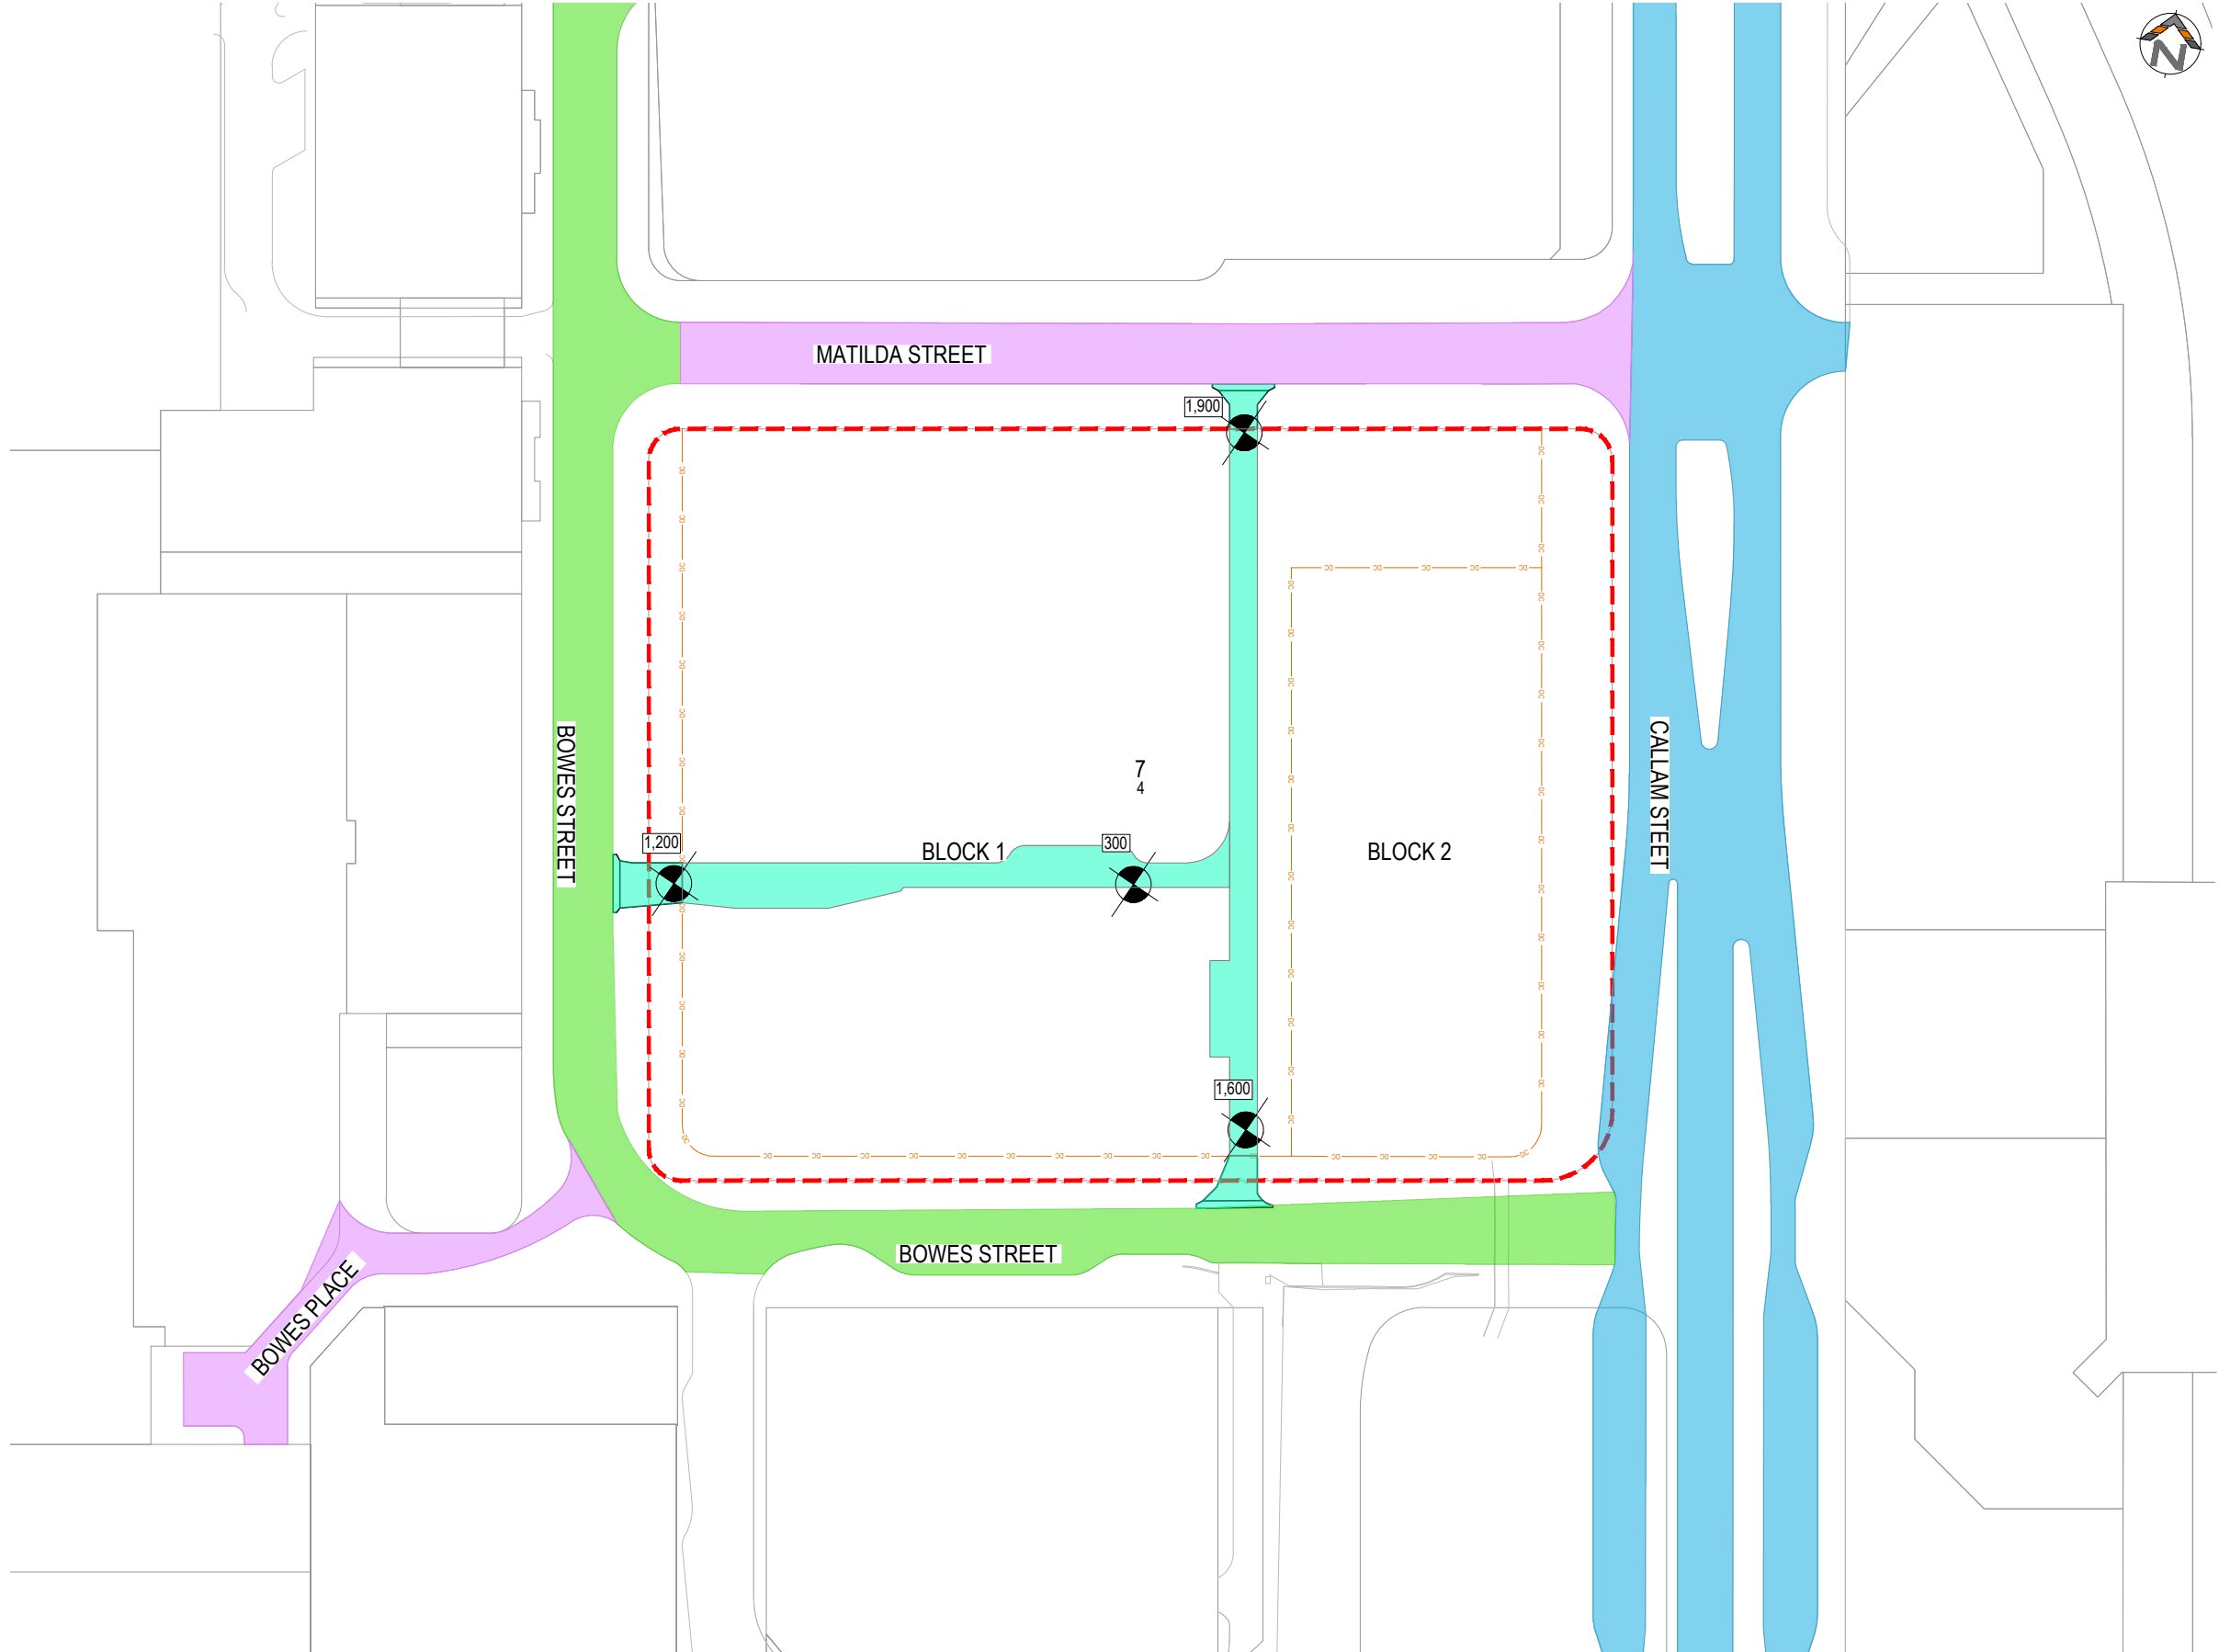 N
MATILDA STREET
1,900
BOWES STREET
CALLAM STEET
7
4
1,200
BLOCK 1
300
BLOCK 2
1,600
BOWES STREET
BOWES PLACE